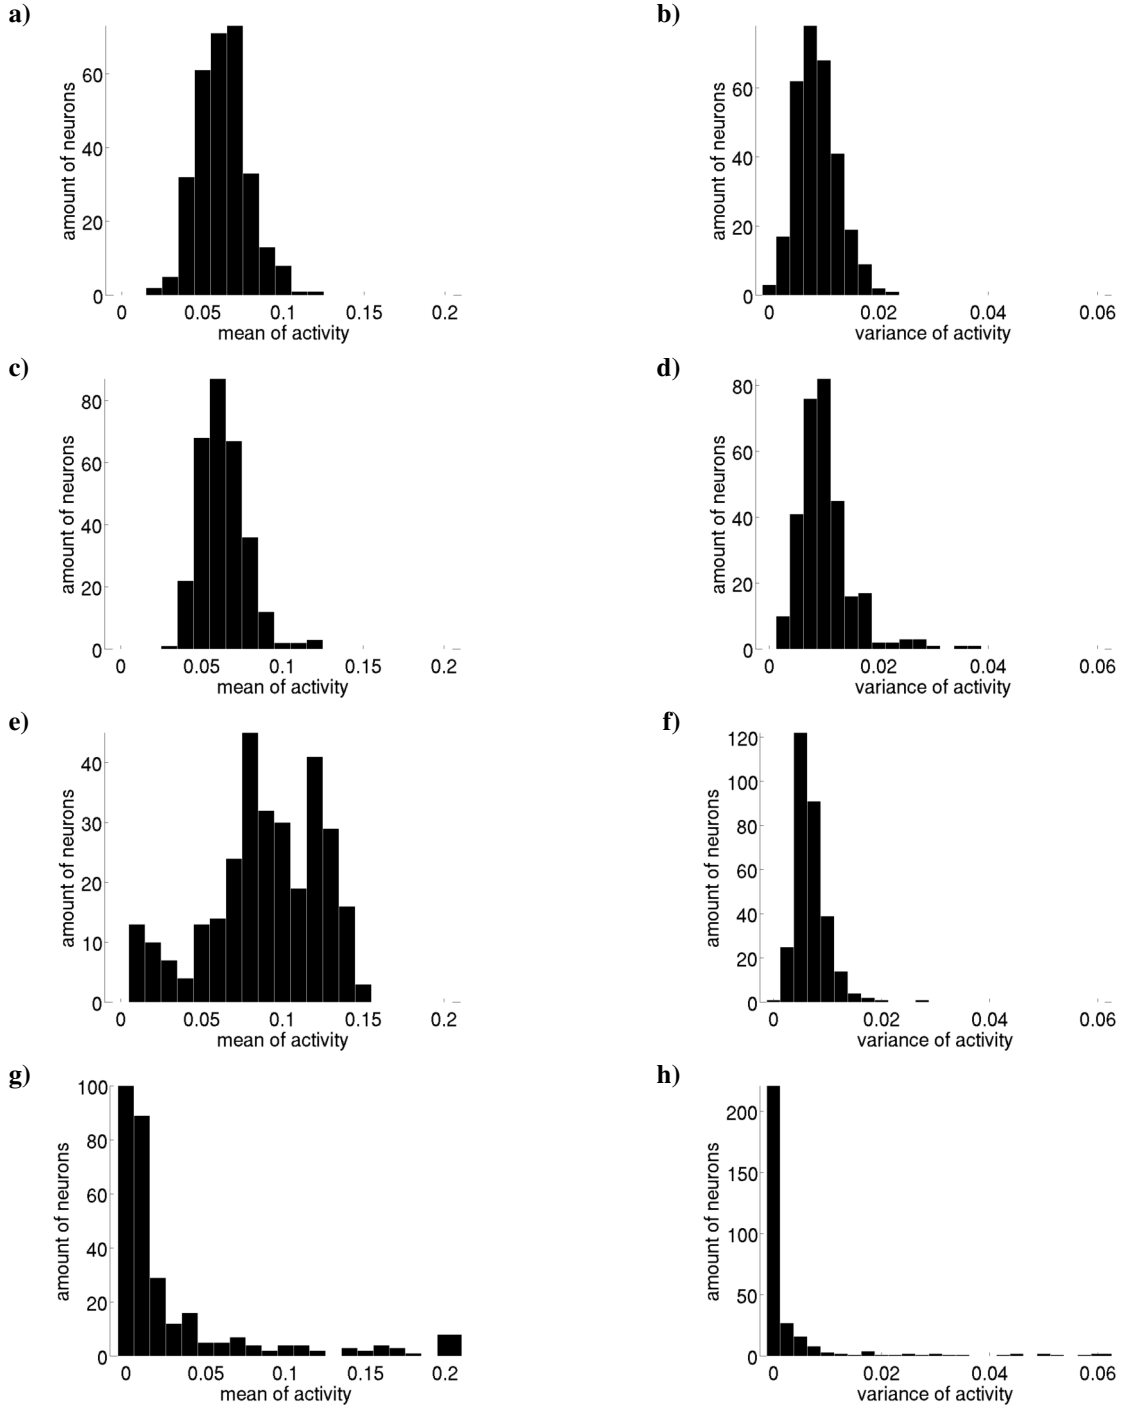 a)
b)
amount of neurons
0
20
40
60
0 0.05 0.1 0.15 0.2
mean of activity
amount of neurons
0
20
40
60
0 0.02 0.04 0.06
variance of activity
c)
d)
amount of neurons
0
20
40
60
80
0 0.05 0.1 0.15 0.2
mean of activity
amount of neurons
0
20
40
60
80
0 0.02 0.04 0.06
variance of activity
e)
f)
amount of neurons
0
10
20
30
40
0 0.05 0.1 0.15 0.2
mean of activity
amount of neurons
0
20
40
60
80
100
120
0 0.02 0.04 0.06
variance of activity
g)
h)
amount of neurons
0
20
40
60
80
100
0 0.05 0.1 0.15 0.2
mean of activity
amount of neurons
0
50
100
150
200
0 0.02 0.04 0.06
variance of activity